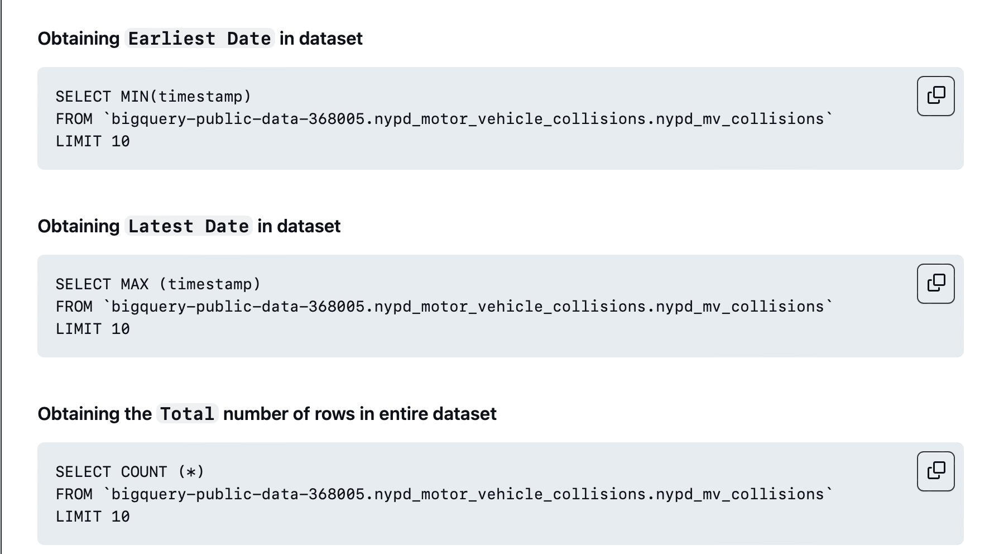 Obtaining Earliest Date in dataset
SELECT MIN(timestamp)
FROM `bigquery-public-data-368005.nypd_motor_vehicle_collisions.nypd_mv_collisions`
LIMIT 10
Obtaining Latest Date in dataset
SELECT MAX (timestamp)
FROM `bigquery-public-data-368005.nypd_motor_vehicle_collisions.nypd_mv_collisions`
LIMIT 10
Obtaining the Total number of rows in entire dataset
SELECT COUNT (*)
FROM `bigquery-public-data-368005.nypd_motor_vehicle_collisions.nypd_mv_collisions`
LIMIT 10